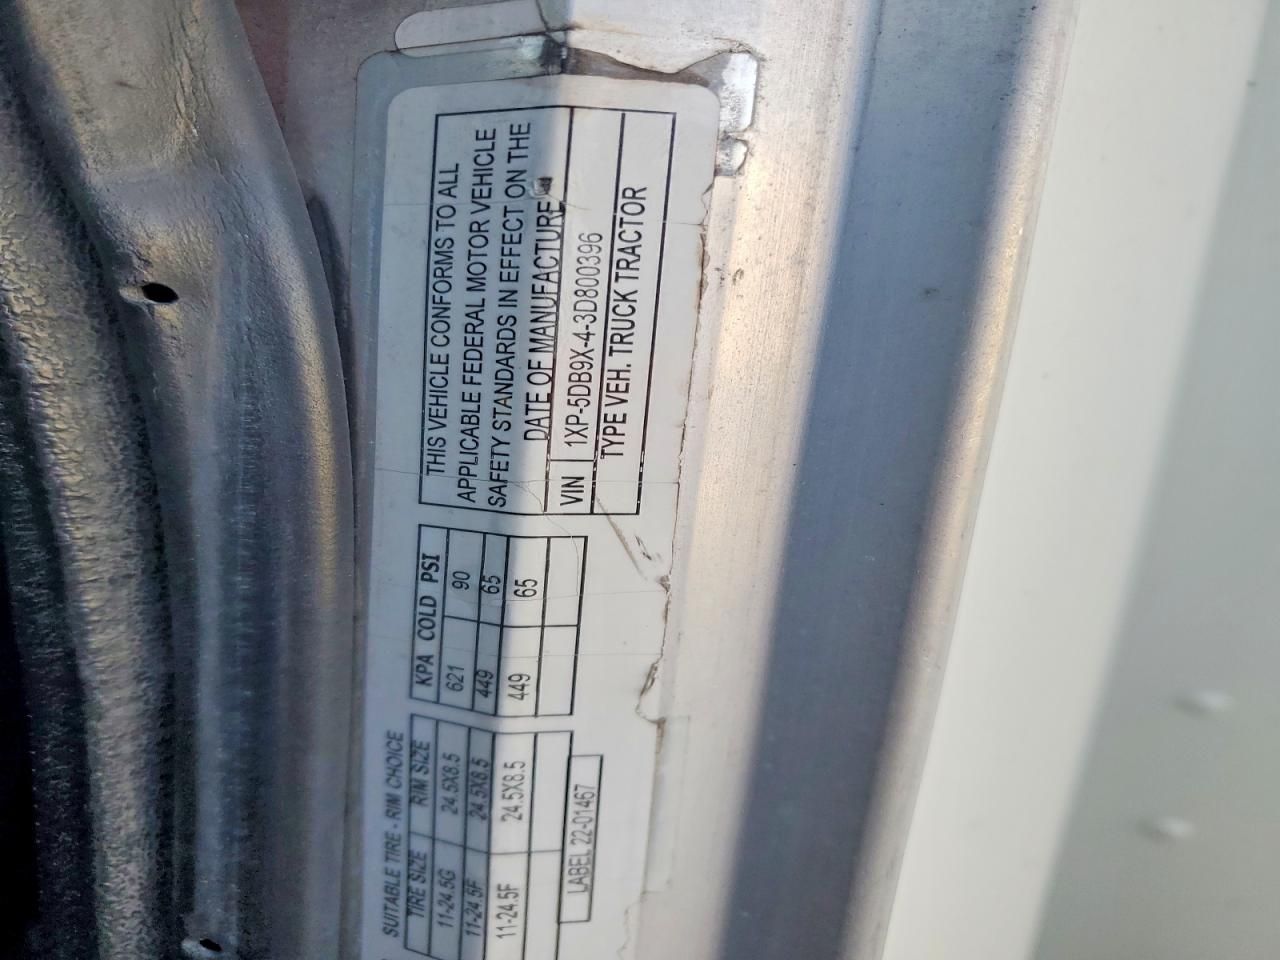 SUITABLE TIRE - RIM CHOICE
TIRE SIZE RIM SIZE KPA COLD PSI
11-24.5G 24.5X8.5 621 90
11-24.5F 24.5X8.5 449 65
11-24.5F 24.5X8.5 449 65
LABEL 22-01467
THIS VEHICLE CONFORMS TO ALL
APPLICABLE FEDERAL MOTOR VEHICLE
SAFETY STANDARDS IN EFFECT ON THE
DATE OF MANUFACTURE
VIN 1XP-5DB9X-4-3D800396
TYPE VEH. TRUCK TRACTOR